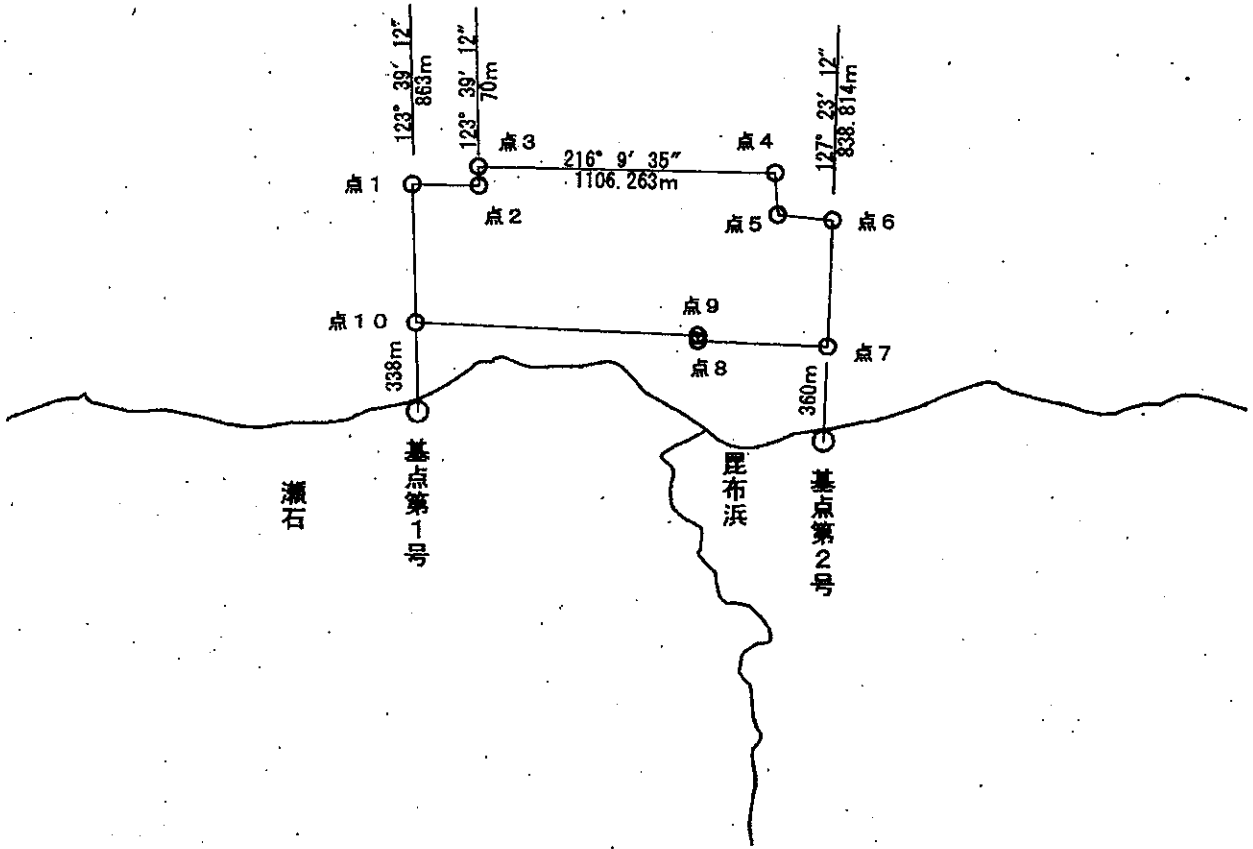 123° 39′ 12″
863m
123° 39′ 12″
70m
127° 23′ 12″
838.814m
点3
点4
216° 9′ 35″
1106.263m
点1
点2
点5
点6
点10
点9
点8
点7
338m
360m
基点第1号
瀬石
昆布浜
基点第2号